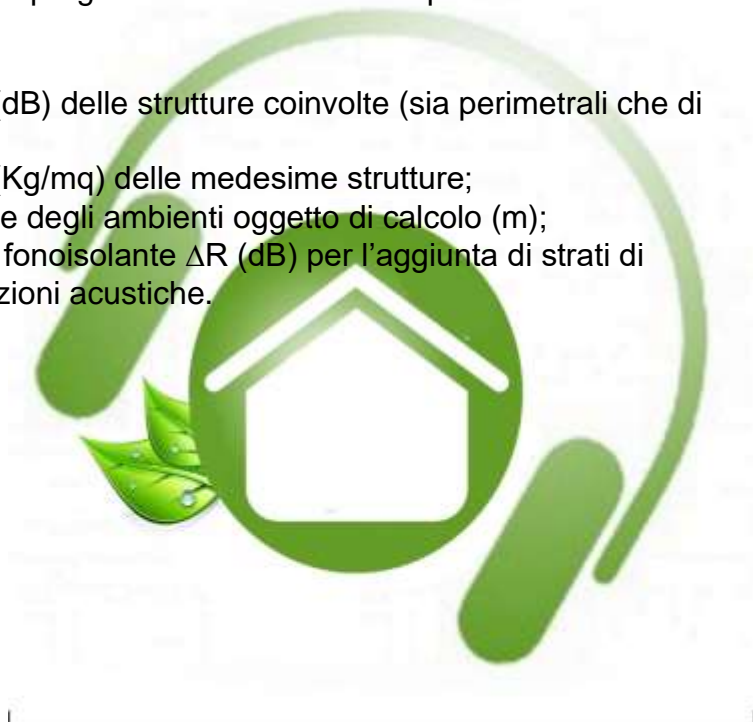 (dB) delle strutture coinvolte (sia perimetrali che di
(Kg/mq) delle medesime strutture;
e degli ambienti oggetto di calcolo (m);
fonoisolante ΔR (dB) per l’aggiunta di strati di
zioni acustiche.